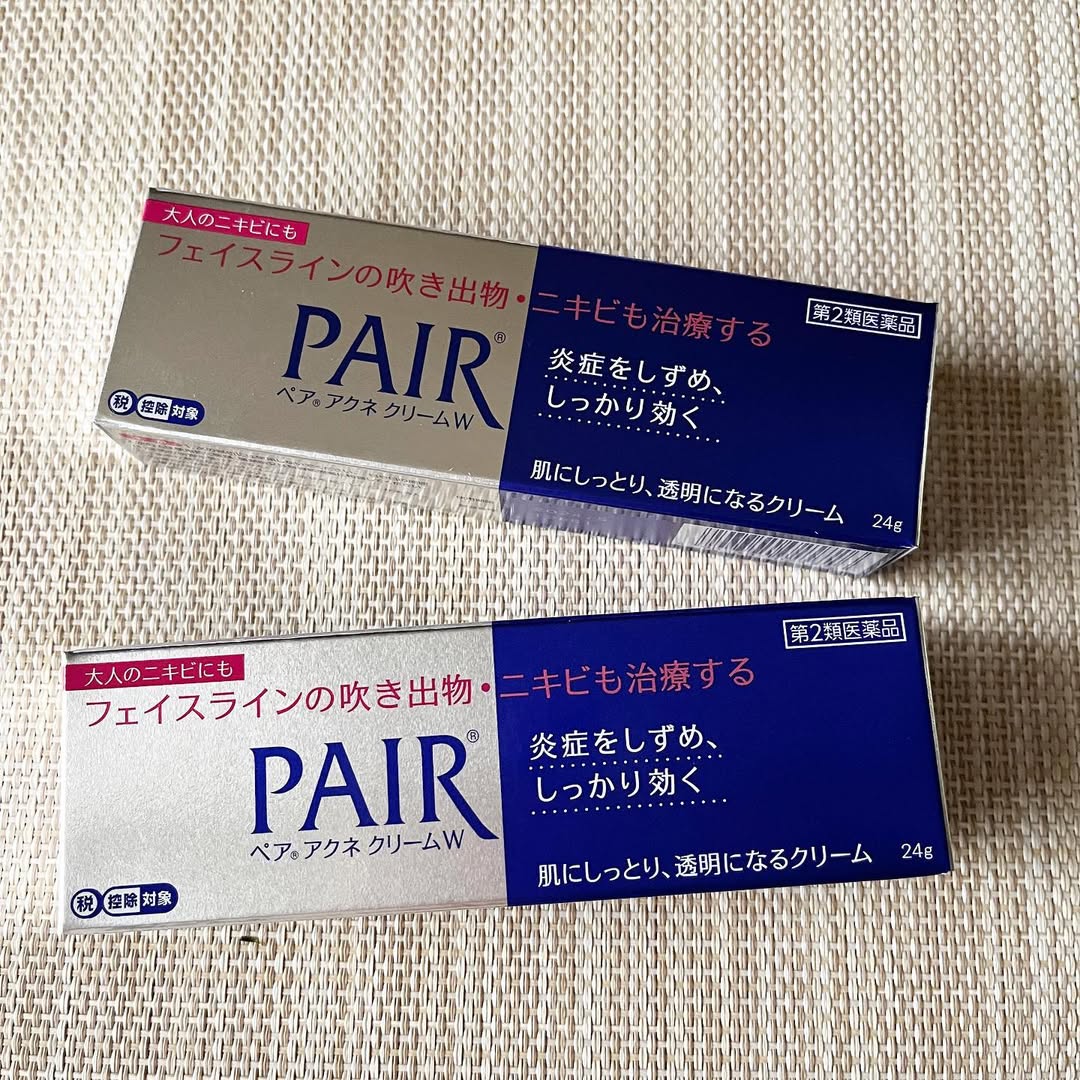 大人のニキビにも
フェイスラインの吹き出物・ニキビも治療する
第2類医薬品
PAIR®
ペア® アクネ クリームW
炎症をしずめ、
しっかり効く
税 控除 対象
肌にしっとり、透明になるクリーム
24g
大人のニキビにも
フェイスラインの吹き出物・ニキビも治療する
第2類医薬品
PAIR®
ペア® アクネ クリームW
炎症をしずめ、
しっかり効く
税 控除 対象
肌にしっとり、透明になるクリーム
24g